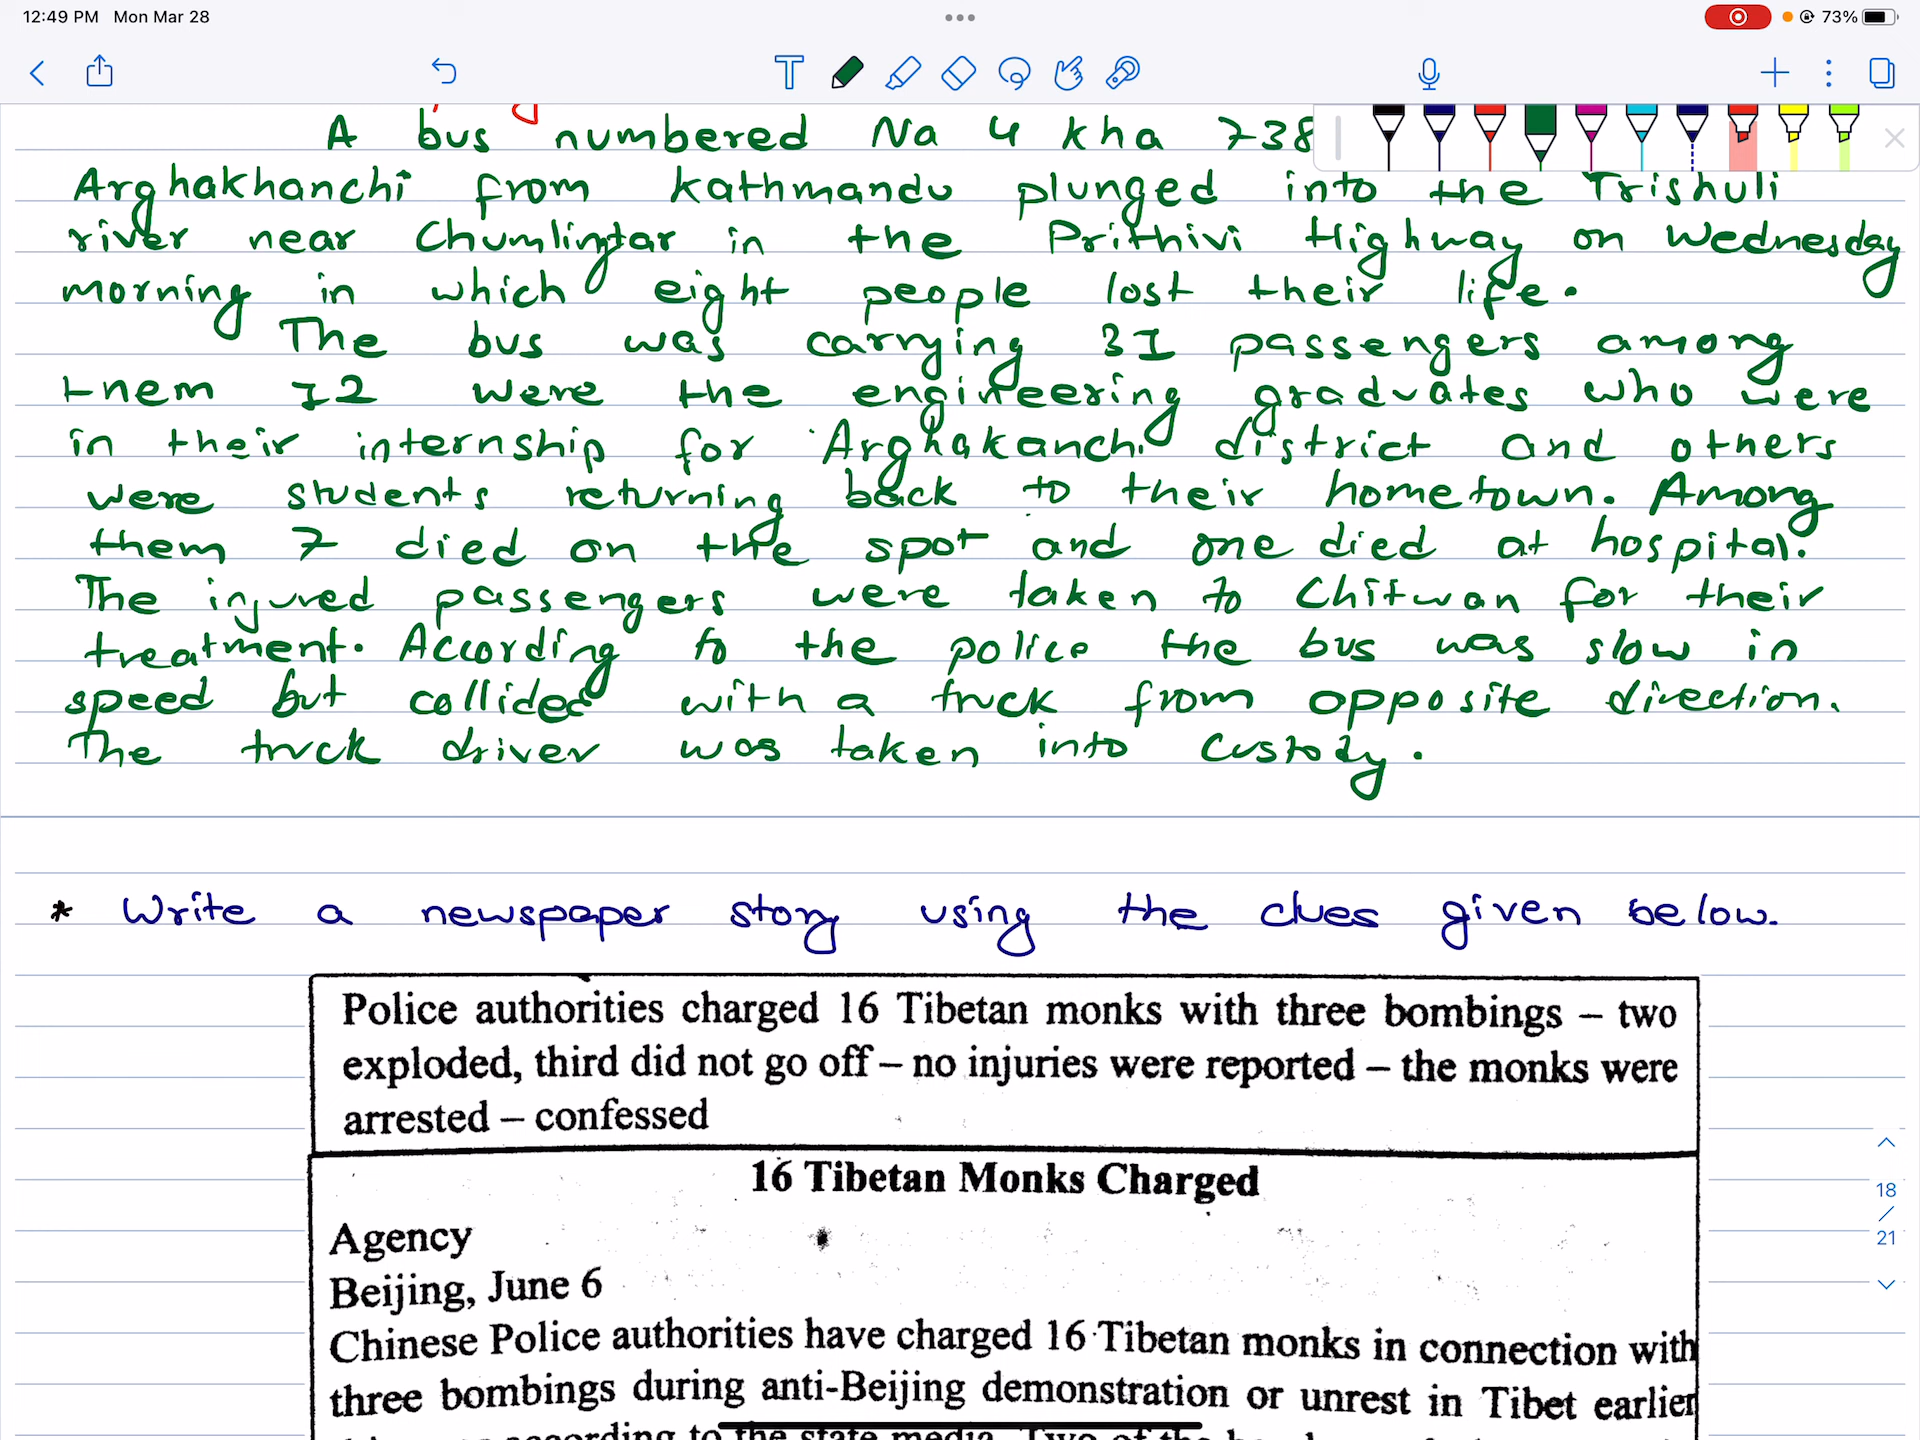 12:49 PM Mon Mar 28
73%
A bus numbered Na 4 kha 738
Arghakhanchi from kathmandu plunged into the Trishuli
river near Chumlingtar in the Prithivi Highway on Wednesday
morning in which eight people lost their life.
The bus was carrying 31 passengers among
them 12 were the engineering graduates who were
in their internship for Arghakanchi district and others
were students returning back to their hometown. Among
them 7 died on the spot and one died at hospital.
The injured passengers were taken to Chitwan for their
treatment. According to the police the bus was slow in
speed but collided with a truck from opposite direction.
The truck driver was taken into custody.
* Write a newspaper story using the clues given below.
Police authorities charged 16 Tibetan monks with three bombings – two
exploded, third did not go off – no injuries were reported – the monks were
arrested – confessed
16 Tibetan Monks Charged
Agency
Beijing, June 6
Chinese Police authorities have charged 16 Tibetan monks in connection with
three bombings during anti-Beijing demonstration or unrest in Tibet earlier
according to the state media. Two of the
18
/
21